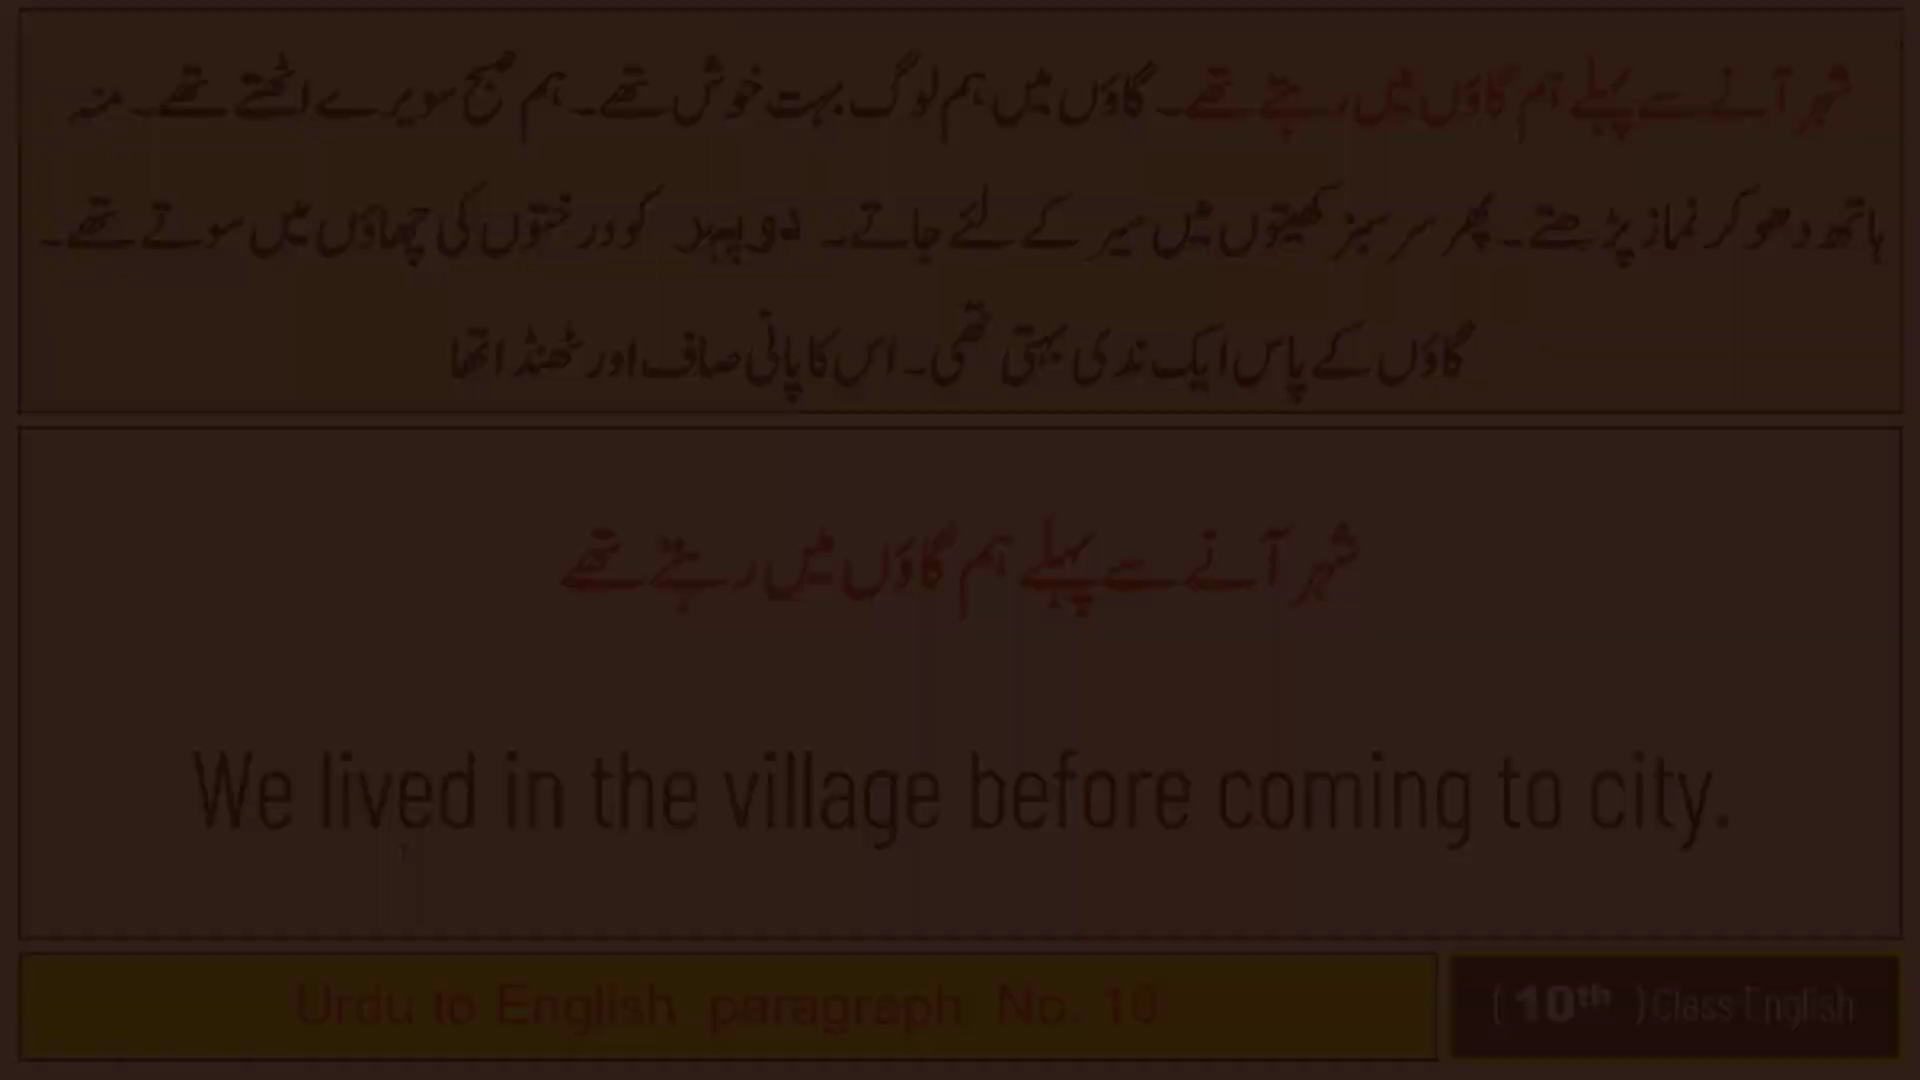 شہر آنے سے پہلے ہم گاؤں میں رہتے تھے۔ گاؤں میں ہم لوگ بہت خوش تھے۔ ہم صبح سویرے اٹھتے تھے۔ منہ
ہاتھ دھو کر نماز پڑھتے۔ پھر سرسبز کھیتوں میں سیر کے لئے جاتے۔ دوپہر کو درختوں کی چھاؤں میں سوتے تھے۔
گاؤں کے پاس ایک ندی بہتی تھی۔ اس کا پانی صاف اور ٹھنڈا تھا
شہر آنے سے پہلے ہم گاؤں میں رہتے تھے
We lived in the village before coming to city.
Urdu to English paragraph No. 10
( 10th ) Class English